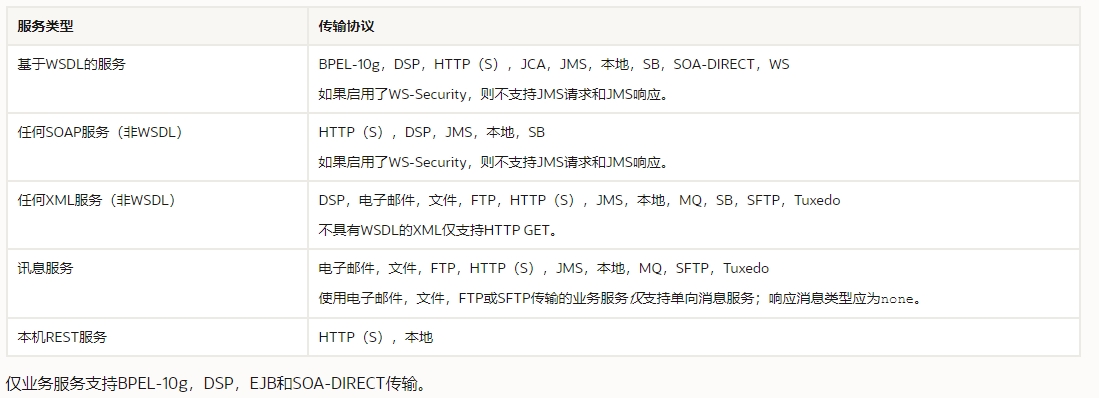 服务类型 传输协议
基于WSDL的服务 BPEL-10g，DSP，HTTP（S），JCA，JMS，本地，SB，SOA-DIRECT，WS
如果启用了WS-Security，则不支持JMS请求和JMS响应。
任何SOAP服务（非WSDL） HTTP（S），DSP，JMS，本地，SB
如果启用了WS-Security，则不支持JMS请求和JMS响应。
任何XML服务（非WSDL） DSP，电子邮件，文件，FTP，HTTP（S），JMS，本地，MQ，SB，SFTP，Tuxedo
不具有WSDL的XML仅支持HTTP GET。
讯息服务 电子邮件，文件，FTP，HTTP（S），JMS，本地，MQ，SFTP，Tuxedo
使用电子邮件，文件，FTP或SFTP传输的业务服务仅支持单向消息服务；响应消息类型应为none。
本机REST服务 HTTP（S），本地
仅业务服务支持BPEL-10g，DSP，EJB和SOA-DIRECT传输。